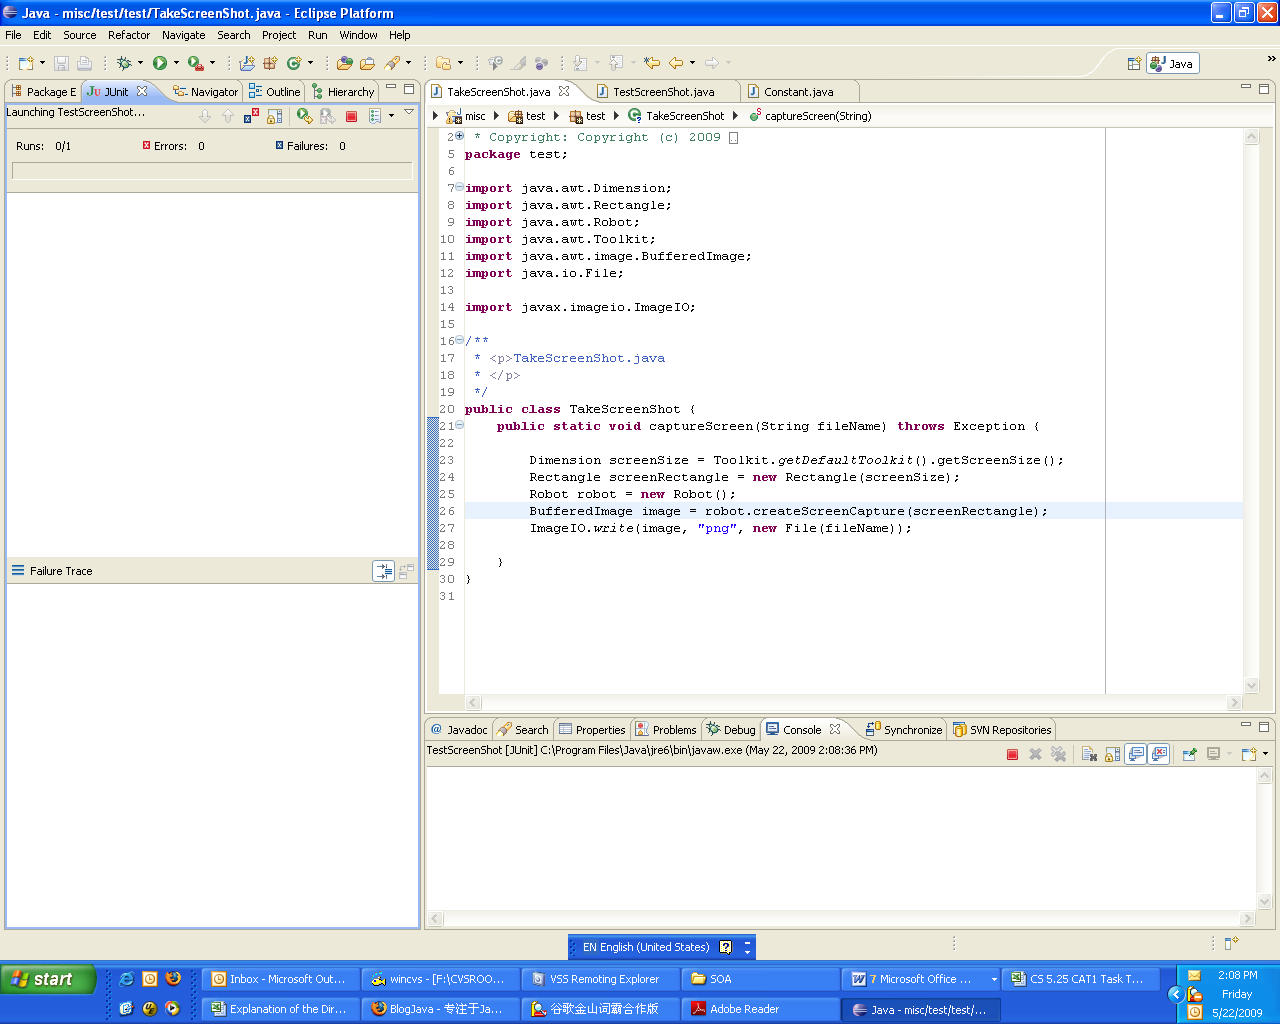 Java - misc/test/test/TakeScreenShot.java - Eclipse Platform
File Edit Source Refactor Navigate Search Project Run Window Help
Java
Package E JUnit Navigator Outline Hierarchy
Launching TestScreenShot...
Runs: 0/1 Errors: 0 Failures: 0
Failure Trace
TakeScreenShot.java TestScreenShot.java Constant.java
misc test test TakeScreenShot captureScreen(String)
2 * Copyright: Copyright (c) 2009
5 package test;
6
7 import java.awt.Dimension;
8 import java.awt.Rectangle;
9 import java.awt.Robot;
10 import java.awt.Toolkit;
11 import java.awt.image.BufferedImage;
12 import java.io.File;
13
14 import javax.imageio.ImageIO;
15
16 /**
17 * <p>TakeScreenShot.java
18 * </p>
19 */
20 public class TakeScreenShot {
21 public static void captureScreen(String fileName) throws Exception {
22
23 Dimension screenSize = Toolkit.getDefaultToolkit().getScreenSize();
24 Rectangle screenRectangle = new Rectangle(screenSize);
25 Robot robot = new Robot();
26 BufferedImage image = robot.createScreenCapture(screenRectangle);
27 ImageIO.write(image, "png", new File(fileName));
28
29 }
30 }
31
Javadoc Search Properties Problems Debug Console Synchronize SVN Repositories
TestScreenShot [JUnit] C:\Program Files\Java\jre6\bin\javaw.exe (May 22, 2009 2:08:36 PM)
EN English (United States)
start
Inbox - Microsoft Out... wincvs - [F:\CVSROO... VSS Remoting Explorer SOA 7 Microsoft Office ... CS 5.25 CAT1 Task T...
Explanation of the Dir... BlogJava - 专注于Ja... 谷歌金山词霸合作版 Adobe Reader Java - misc/test/test/...
2:08 PM
Friday
5/22/2009